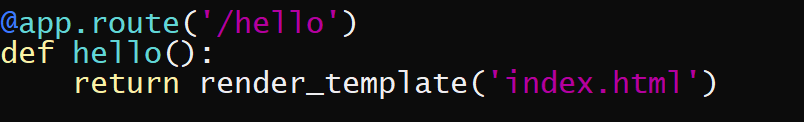 @app.route('/hello')
def hello():
    return render_template('index.html')